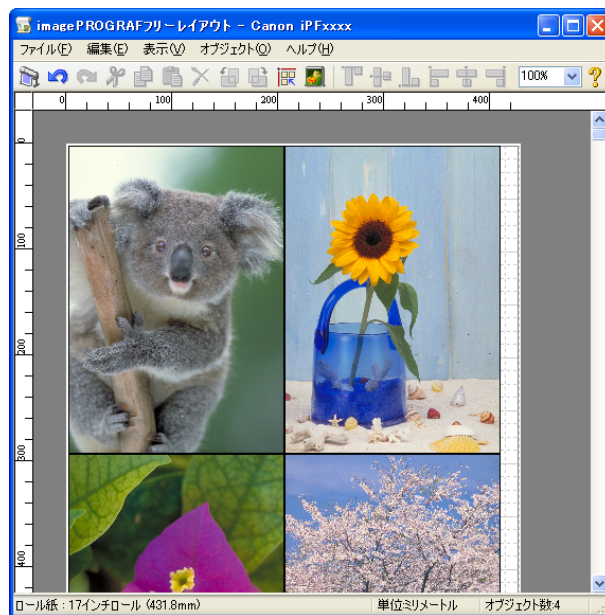 imagePROGRAFフリーレイアウト - Canon iPFxxxx
ファイル(F) 編集(E) 表示(V) オブジェクト(O) ヘルプ(H)
100%
0 100 200 300 400
0
100
200
300
400
ロール紙 : 17インチロール (431.8mm) 単位ミリメートル オブジェクト数:4